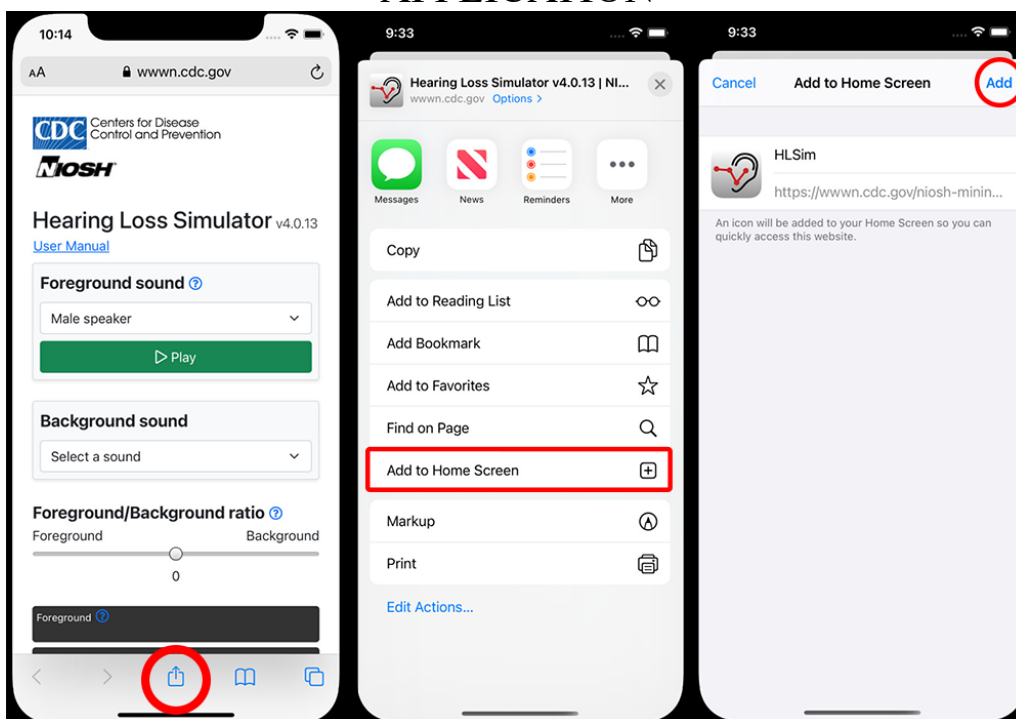 APPLICATION
10:14
AA wwwn.cdc.gov
CDC Centers for Disease
Control and Prevention
NIOSH
Hearing Loss Simulator v4.0.13
User Manual
Foreground sound ?
Male speaker
Play
Background sound
Select a sound
Foreground/Background ratio ?
Foreground Background
0
Foreground ?
9:33
Hearing Loss Simulator v4.0.13 | NI...
wwwn.cdc.gov Options >
Messages News Reminders More
Copy
Add to Reading List
Add Bookmark
Add to Favorites
Find on Page
Add to Home Screen
Markup
Print
Edit Actions...
9:33
Cancel Add to Home Screen Add
HLSim
https://wwwn.cdc.gov/niosh-minin...
An icon will be added to your Home Screen so you can
quickly access this website.